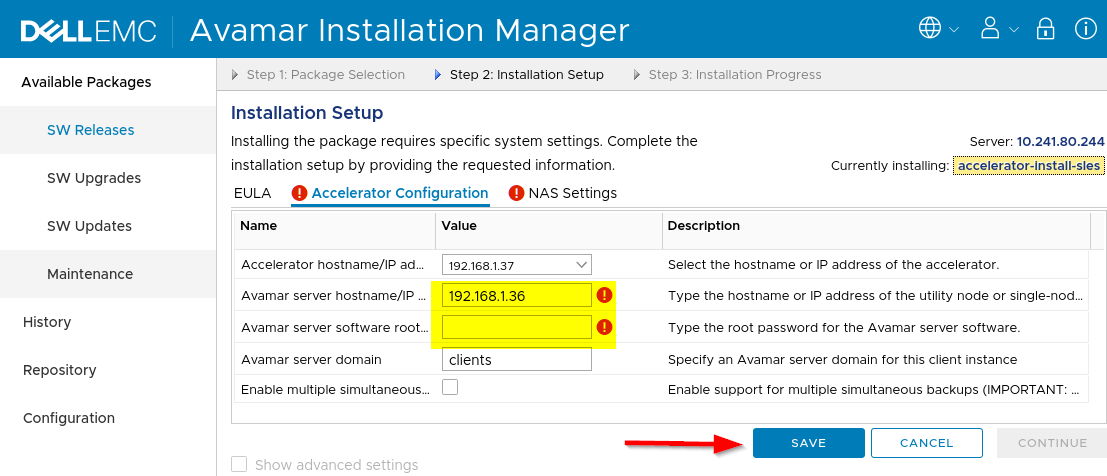 DELLEMC Avamar Installation Manager
Available Packages
SW Releases
SW Upgrades
SW Updates
Maintenance
History
Repository
Configuration
Step 1: Package Selection Step 2: Installation Setup Step 3: Installation Progress
Installation Setup
Installing the package requires specific system settings. Complete the
installation setup by providing the requested information.
Server: 10.241.80.244
Currently installing: accelerator-install-sles
EULA ! Accelerator Configuration ! NAS Settings
Name Value Description
Accelerator hostname/IP ad... 192.168.1.37 Select the hostname or IP address of the accelerator.
Avamar server hostname/IP ... 192.168.1.36 ! Type the hostname or IP address of the utility node or single-nod...
Avamar server software root... ! Type the root password for the Avamar server software.
Avamar server domain clients Specify an Avamar server domain for this client instance
Enable multiple simultaneous... Enable support for multiple simultaneous backups (IMPORTANT: ...
SAVE CANCEL CONTINUE
Show advanced settings